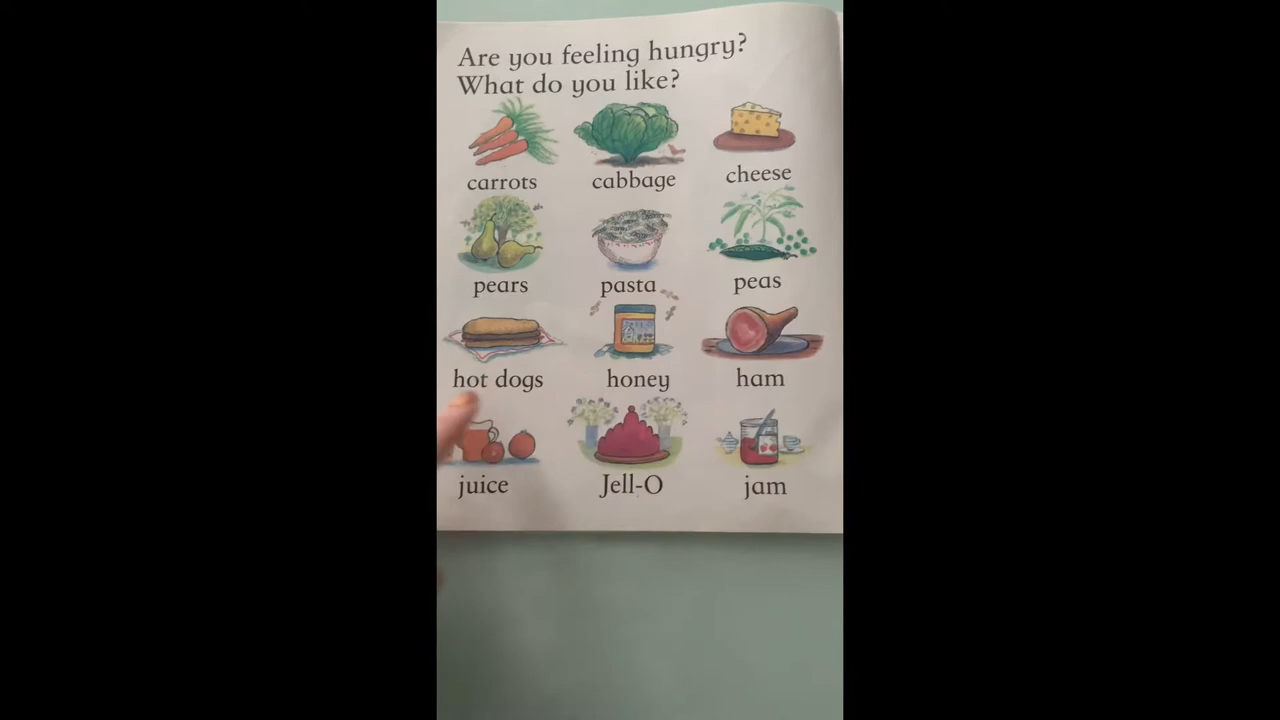 Are you feeling hungry?
What do you like?
carrots cabbage cheese
pears pasta peas
hot dogs honey ham
juice Jell-O jam